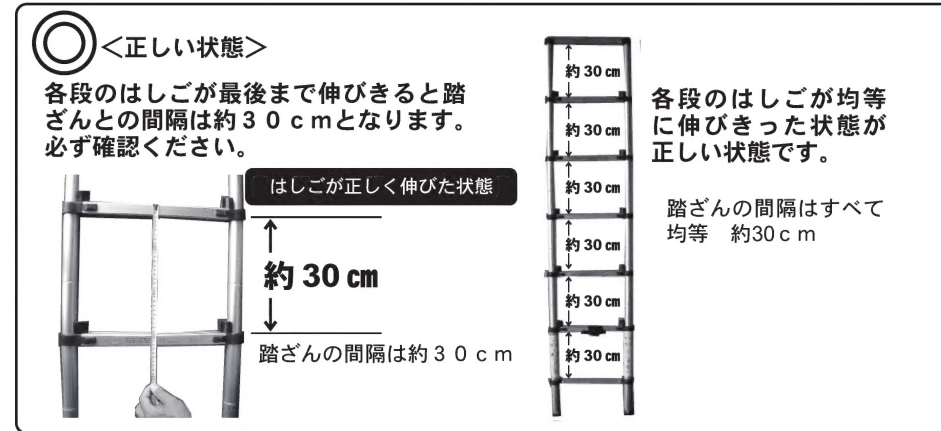 ＜正しい状態＞
各段のはしごが最後まで伸びきると踏
ざんとの間隔は約３０ｃｍとなります。
必ず確認ください。
はしごが正しく伸びた状態
約 30 ㎝
踏ざんの間隔は約３０ｃｍ
約 30 ㎝
約 30 ㎝
約 30 ㎝
約 30 ㎝
約 30 ㎝
約 30 ㎝
各段のはしごが均等
に伸びきった状態が
正しい状態です。
踏ざんの間隔はすべて
均等　約30ｃｍ